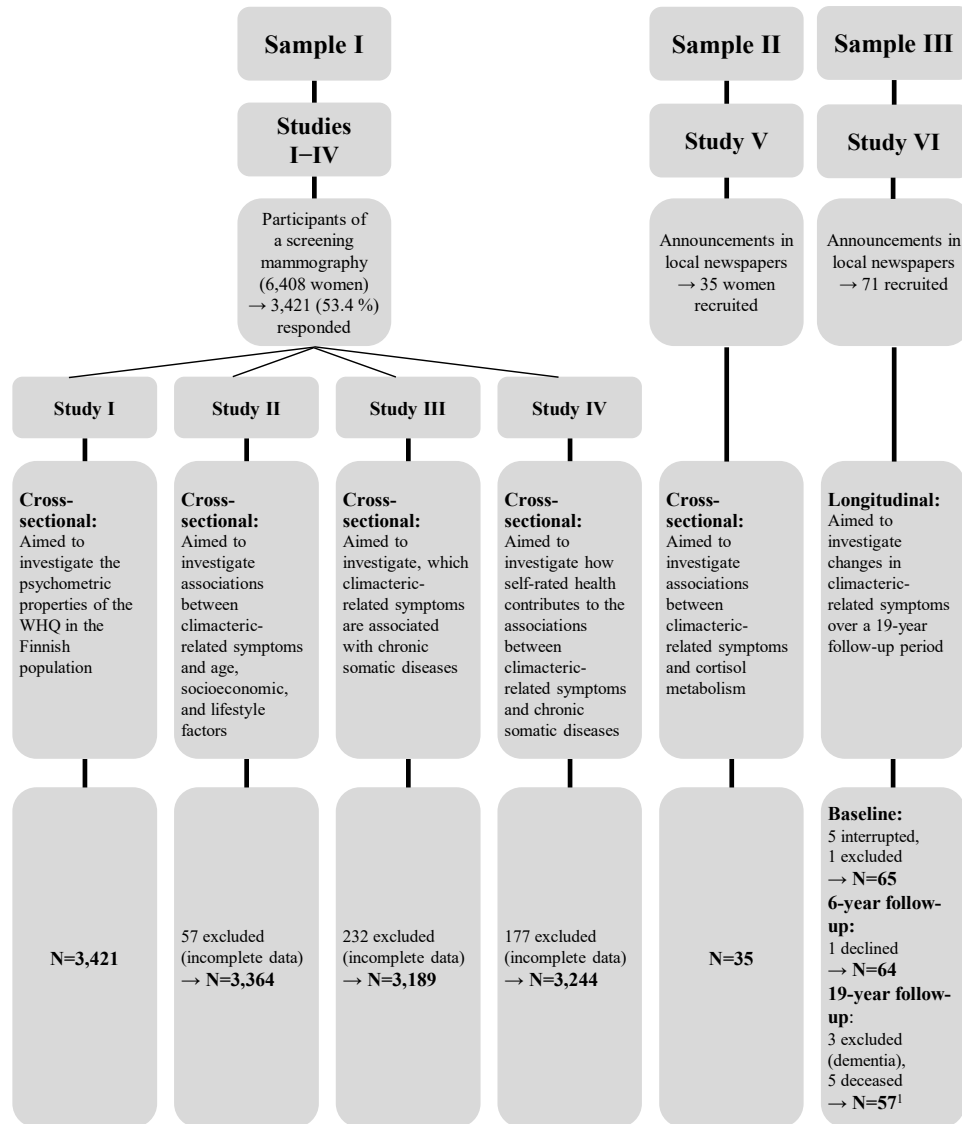 Sample I
Sample II
Sample III
Studies
I−IV
Study V
Study VI
Participants of
a screening
mammography
(6,408 women)
→ 3,421 (53.4 %)
responded
Announcements in
local newspapers
→ 35 women
recruited
Announcements in
local newspapers
→ 71 recruited
Study I
Study II
Study III
Study IV
Cross-
sectional:
Aimed to
investigate the
psychometric
properties of the
WHQ in the
Finnish
population
Cross-
sectional:
Aimed to
investigate
associations
between
climacteric-
related symptoms
and age,
socioeconomic,
and lifestyle
factors
Cross-
sectional:
Aimed to
investigate, which
climacteric-
related symptoms
are associated
with chronic
somatic diseases
Cross-
sectional:
Aimed to
investigate how
self-rated health
contributes to the
associations
between
climacteric-
related symptoms
and chronic
somatic diseases
Cross-
sectional:
Aimed to
investigate
associations
between
climacteric-
related symptoms
and cortisol
metabolism
Longitudinal:
Aimed to
investigate
changes in
climacteric-
related symptoms
over a 19-year
follow-up period
N=3,421
57 excluded
(incomplete data)
→ N=3,364
232 excluded
(incomplete data)
→ N=3,189
177 excluded
(incomplete data)
→ N=3,244
N=35
Baseline:
5 interrupted,
1 excluded
→ N=65
6-year follow-
up:
1 declined
→ N=64
19-year follow-
up:
3 excluded
(dementia),
5 deceased
→ N=57¹